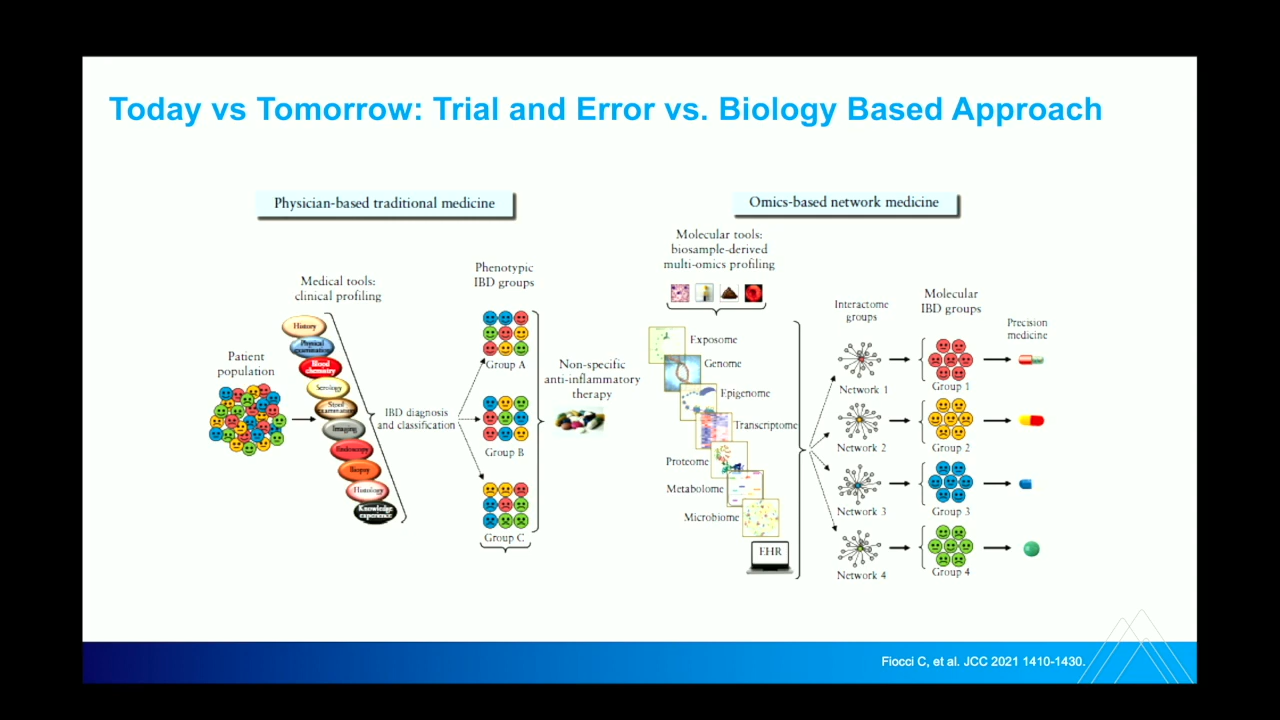 Today vs Tomorrow: Trial and Error vs. Biology Based Approach
Physician-based traditional medicine
Medical tools:
clinical profiling
Patient
population
History
Physical
examination
Blood
chemistry
Serology
Stool
examination
Imaging
Endoscopy
Biopsy
Histology
Knowledge
experience
IBD diagnosis
and classification
Phenotypic
IBD groups
Group A
Group B
Group C
Non-specific
anti-inflammatory
therapy
Omics-based network medicine
Molecular tools:
biosample-derived
multi-omics profiling
Exposome
Genome
Epigenome
Transcriptome
Proteome
Metabolome
Microbiome
EHR
Interactome
groups
Network 1
Network 2
Network 3
Network 4
Molecular
IBD groups
Group 1
Group 2
Group 3
Group 4
Precision
medicine
Fiocci C, et al. JCC 2021 1410-1430.